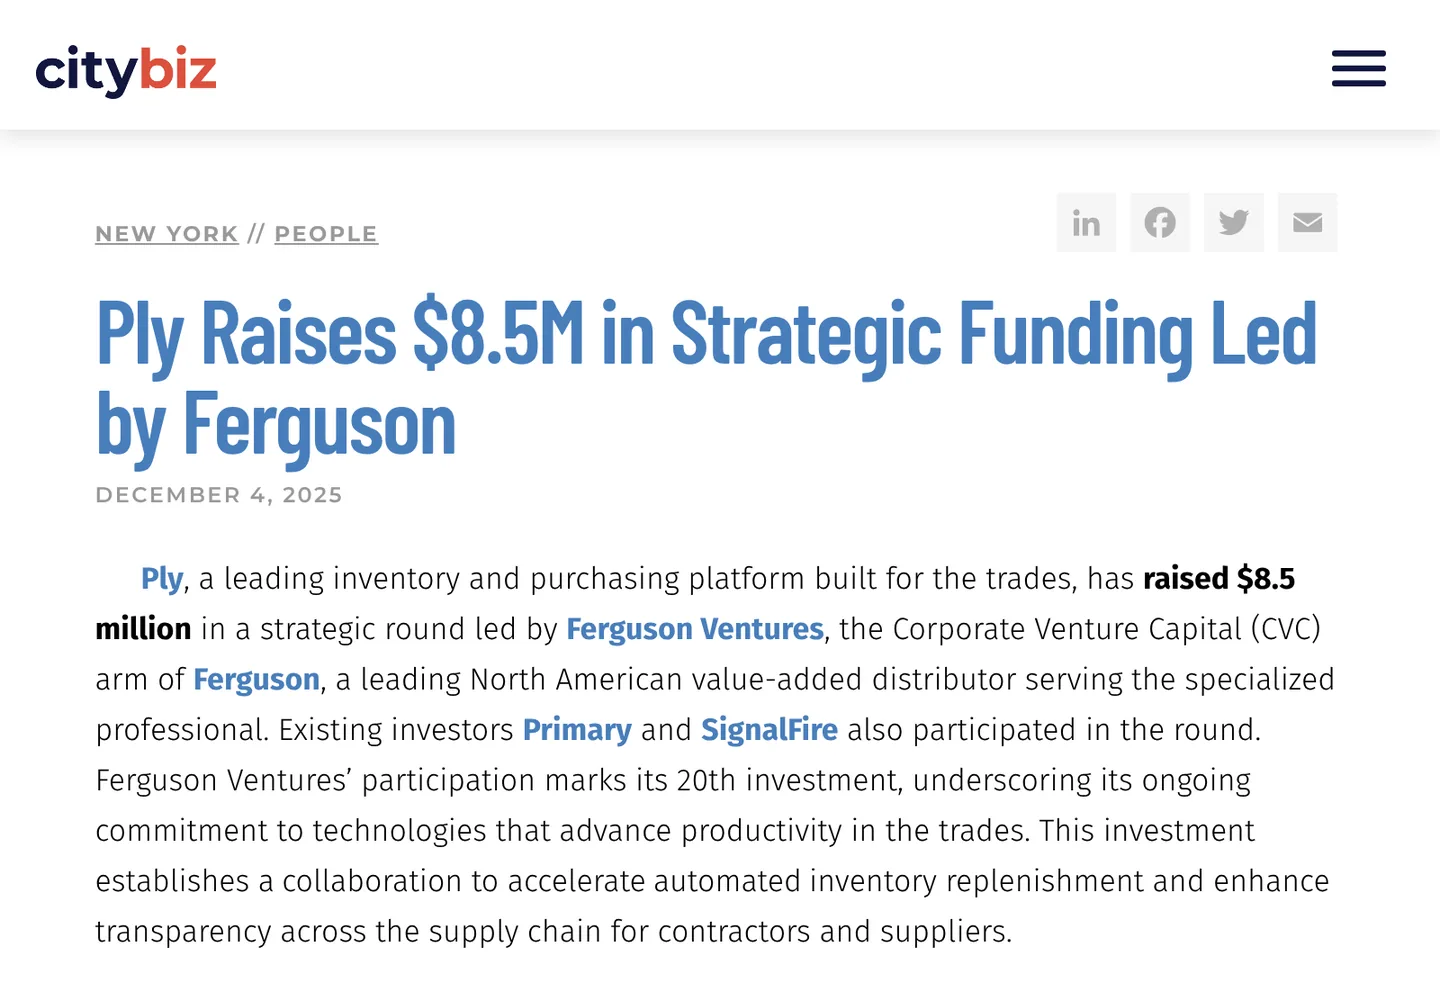 citybiz
NEW YORK // PEOPLE
Ply Raises $8.5M in Strategic Funding Led
by Ferguson
DECEMBER 4, 2025
Ply, a leading inventory and purchasing platform built for the trades, has raised $8.5
million in a strategic round led by Ferguson Ventures, the Corporate Venture Capital (CVC)
arm of Ferguson, a leading North American value-added distributor serving the specialized
professional. Existing investors Primary and SignalFire also participated in the round.
Ferguson Ventures’ participation marks its 20th investment, underscoring its ongoing
commitment to technologies that advance productivity in the trades. This investment
establishes a collaboration to accelerate automated inventory replenishment and enhance
transparency across the supply chain for contractors and suppliers.